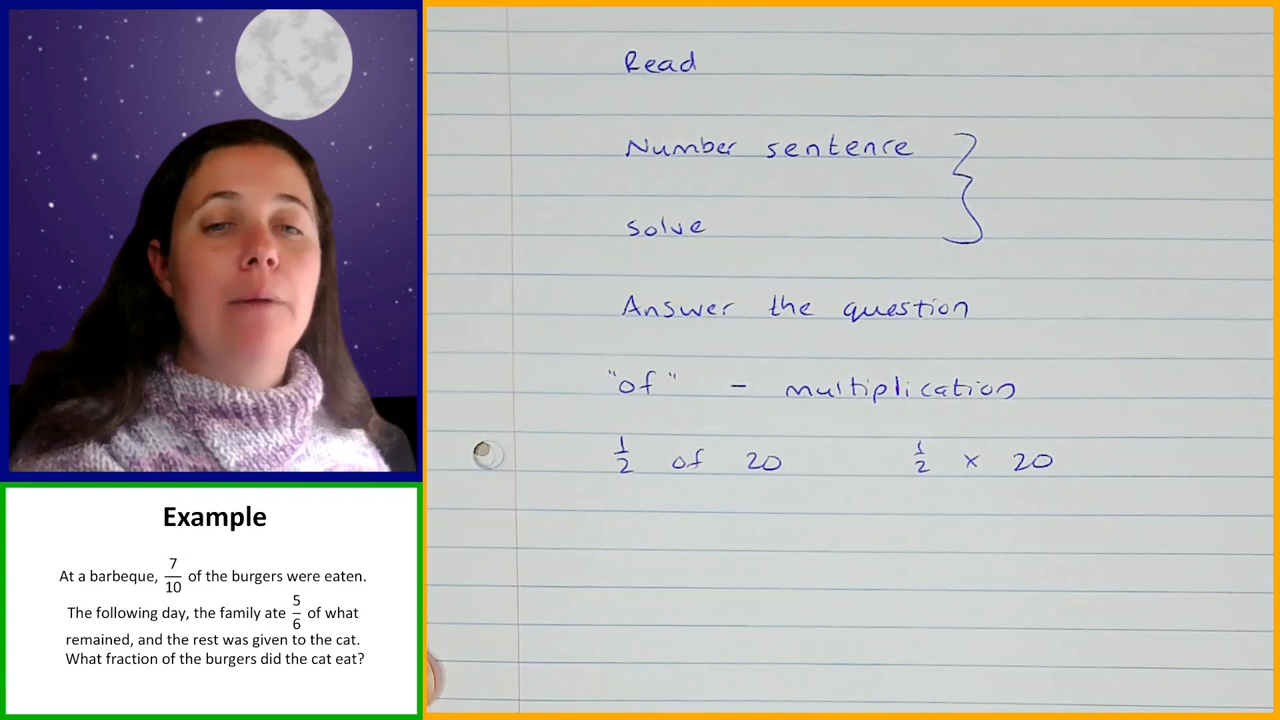 Read
Number sentence
Solve
Answer the question
"of" - multiplication
1/2 of 20 1/2 x 20
Example
At a barbeque, 7/10 of the burgers were eaten.
The following day, the family ate 5/6 of what
remained, and the rest was given to the cat.
What fraction of the burgers did the cat eat?